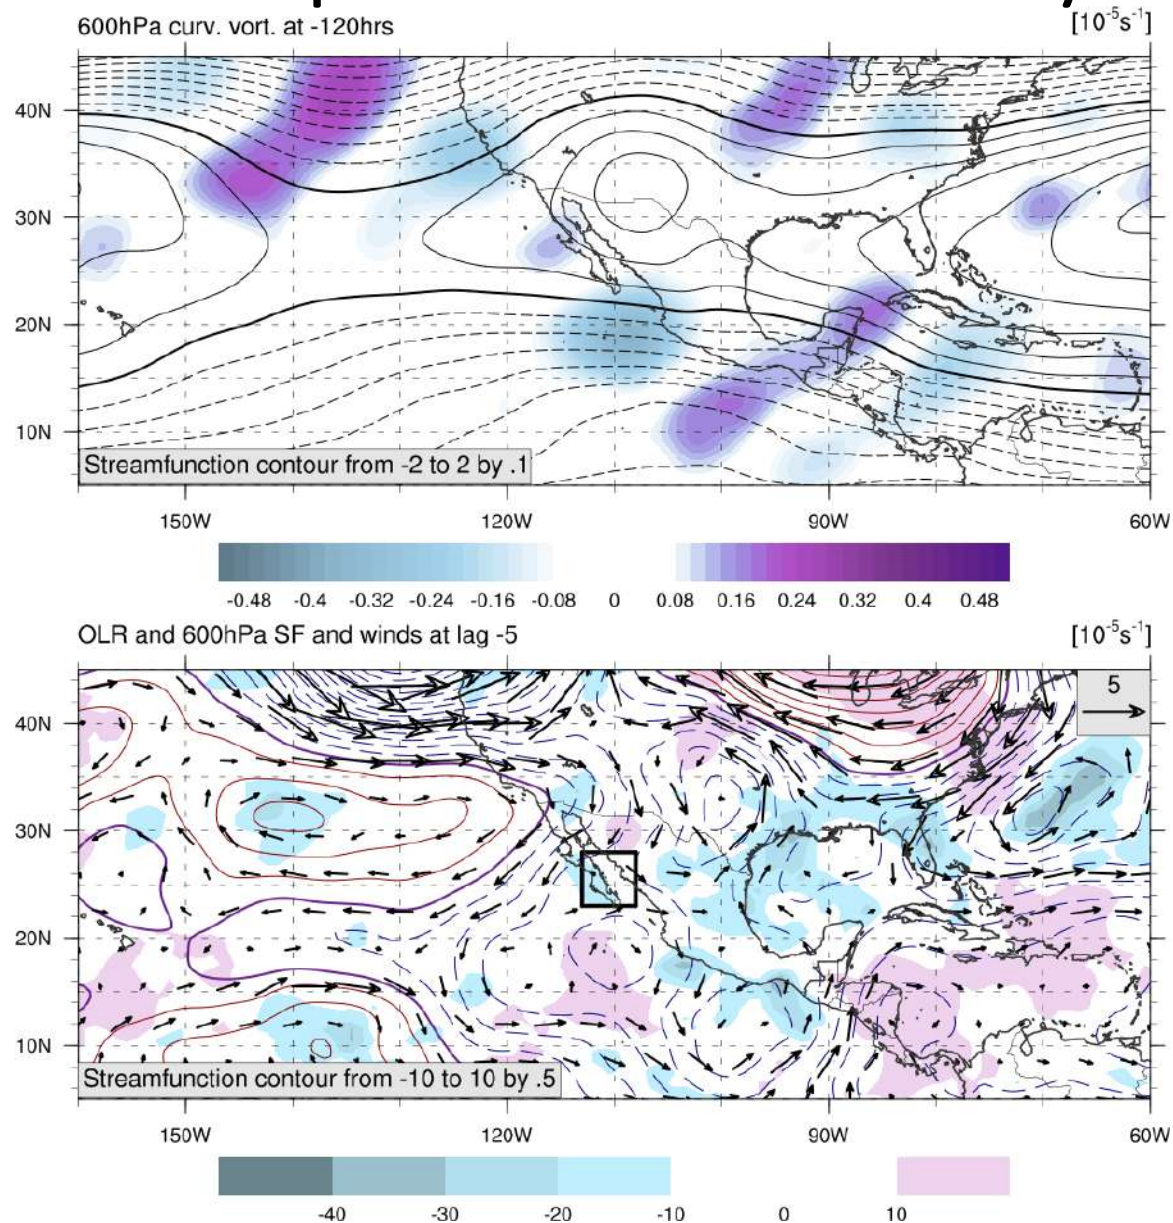 600hPa curv. vort. at -120hrs [10⁻⁵s⁻¹]
40N
30N
20N
10N
Streamfunction contour from -2 to 2 by .1
150W 120W 90W 60W
-0.48 -0.4 -0.32 -0.24 -0.16 -0.08 0 0.08 0.16 0.24 0.32 0.4 0.48
OLR and 600hPa SF and winds at lag -5 [10⁻⁵s⁻¹]
5
40N
30N
20N
10N
Streamfunction contour from -10 to 10 by .5
150W 120W 90W 60W
-40 -30 -20 -10 0 10